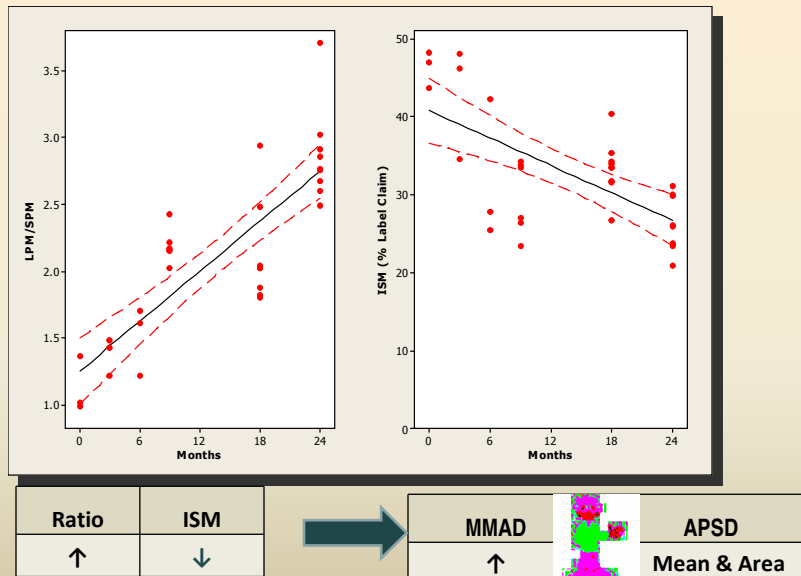 3.5
3.0
2.5
2.0
1.5
1.0
LPM/SPM
0 6 12 18 24
Months
50
40
30
20
10
0
ISM (% Label Claim)
0 6 12 18 24
Months
Ratio ISM
↑ ↓
MMAD APSD
↑ Mean & Area